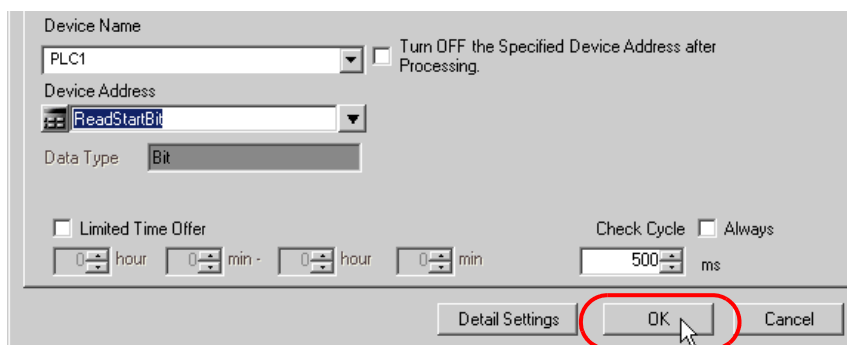 Device Name
PLC1
Turn OFF the Specified Device Address after
Processing.
Device Address
ReadStartBit
Data Type Bit
Limited Time Offer Check Cycle Always
0 hour 0 min - 0 hour 0 min 500 ms
Detail Settings OK Cancel